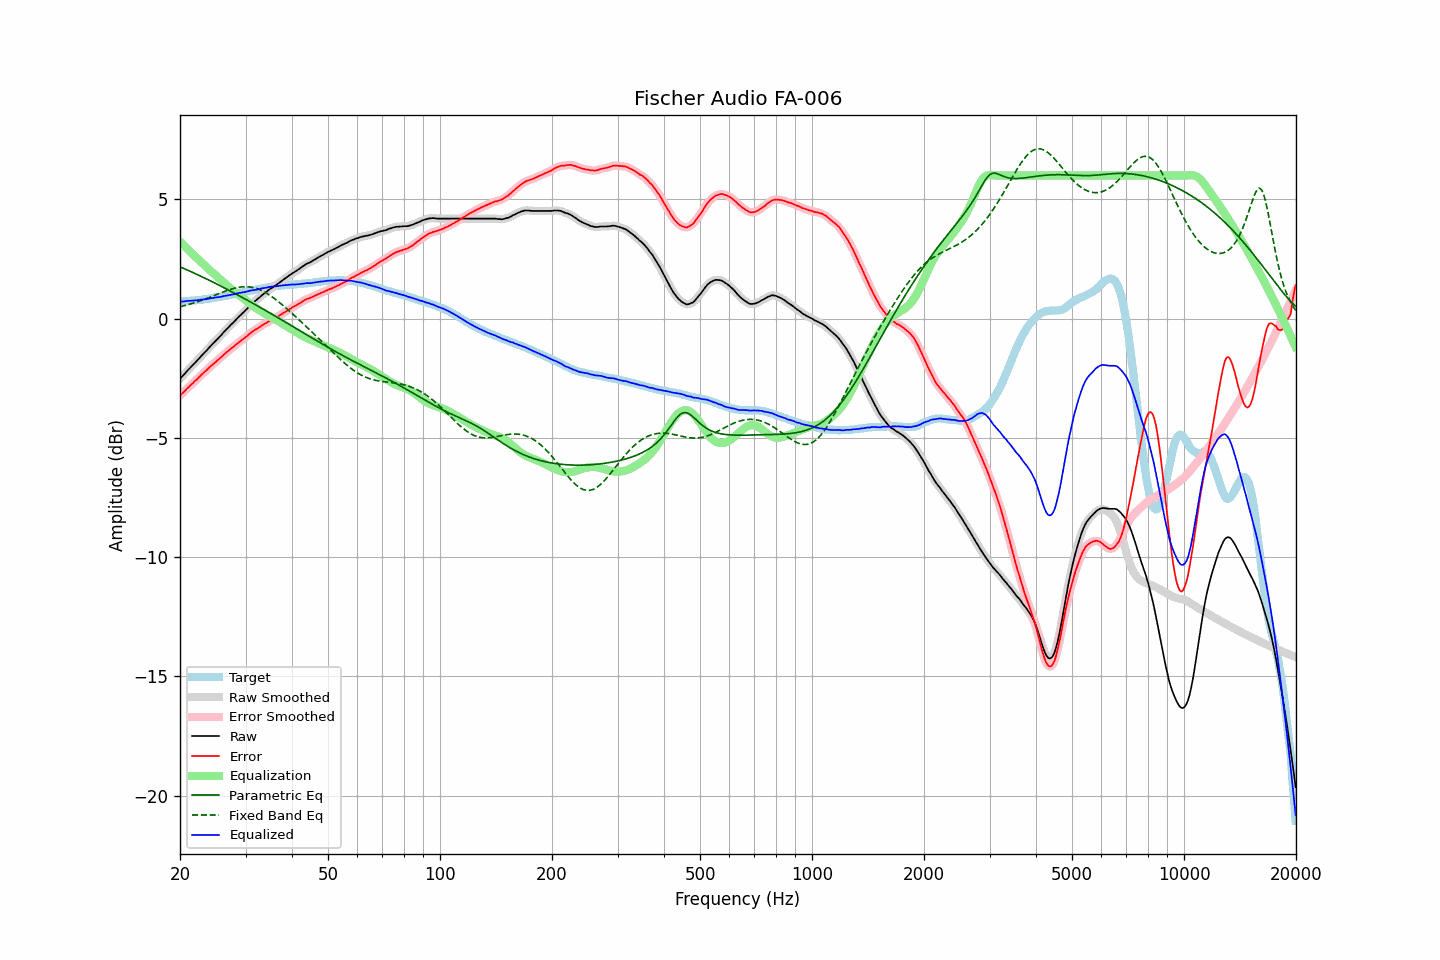 Fischer Audio FA-006
Amplitude (dBr)
5
0
−5
−10
−15
−20
Target
Raw Smoothed
Error Smoothed
Raw
Error
Equalization
Parametric Eq
Fixed Band Eq
Equalized
20 50 100 200 500 1000 2000 5000 10000 20000
Frequency (Hz)